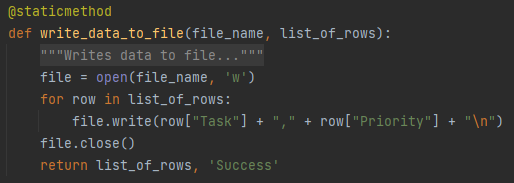 @staticmethod
def write_data_to_file(file_name, list_of_rows):
    """Writes data to file..."""
    file = open(file_name, 'w')
    for row in list_of_rows:
        file.write(row["Task"] + "," + row["Priority"] + "\n")
    file.close()
    return list_of_rows, 'Success'